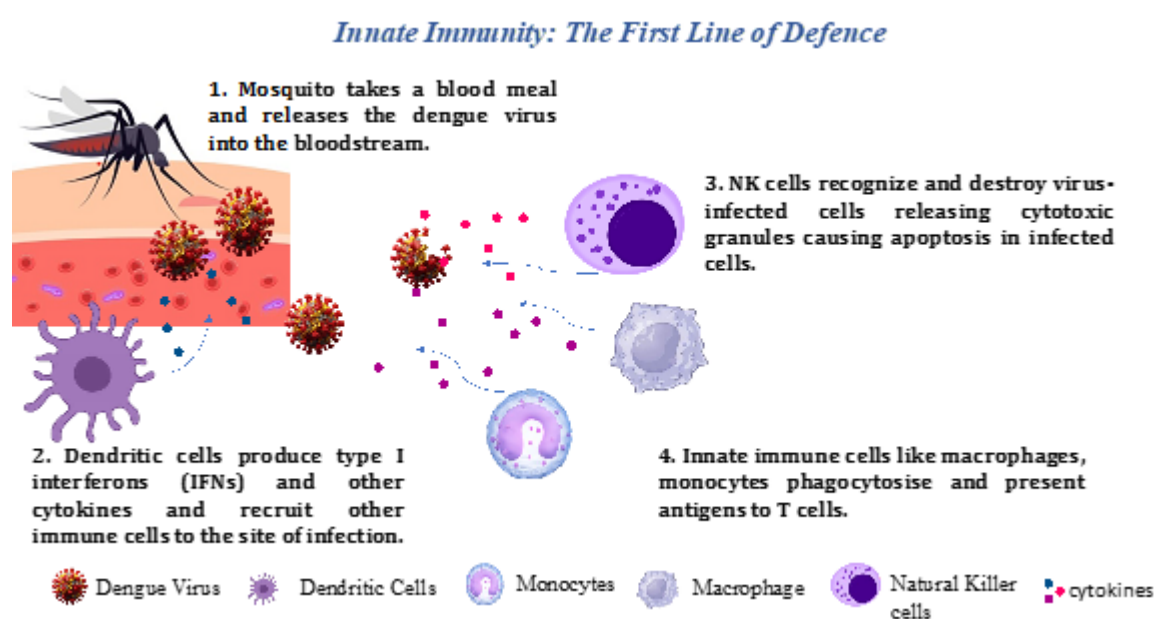 Innate Immunity: The First Line of Defence
1. Mosquito takes a blood meal
and releases the dengue virus
into the bloodstream.
3. NK cells recognize and destroy virus-
infected cells releasing cytotoxic
granules causing apoptosis in infected
cells.
2. Dendritic cells produce type I
interferons (IFNs) and other
cytokines and recruit other
immune cells to the site of infection.
4. Innate immune cells like macrophages,
monocytes phagocytosise and present
antigens to T cells.
Dengue Virus
Dendritic Cells
Monocytes
Macrophage
Natural Killer
cells
cytokines